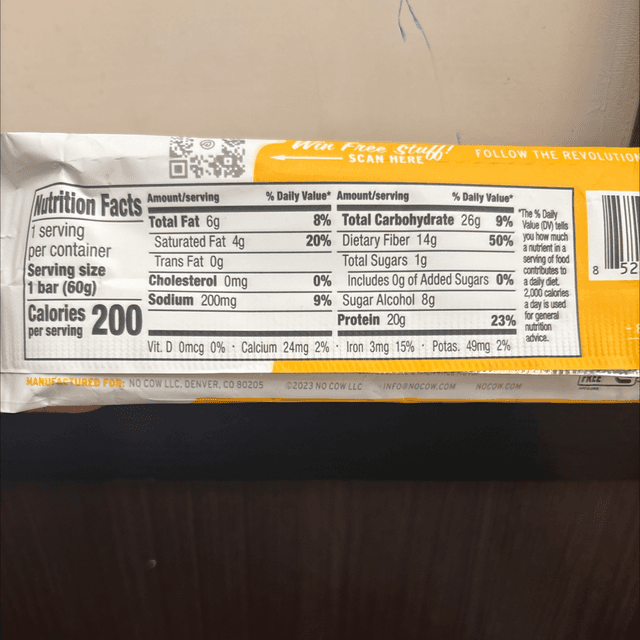 Win Free Stuff!
SCAN HERE
FOLLOW THE REVOLUTIO
Nutrition Facts
1 serving
per container
Serving size
1 bar (60g)
Calories 200
per serving
Amount/serving % Daily Value*
Total Fat 6g 8%
Saturated Fat 4g 20%
Trans Fat 0g
Cholesterol 0mg 0%
Sodium 200mg 9%
Amount/serving % Daily Value*
Total Carbohydrate 26g 9%
Dietary Fiber 14g 50%
Total Sugars 1g
Includes 0g of Added Sugars 0%
Sugar Alcohol 8g
Protein 20g 23%
Vit. D 0mcg 0% · Calcium 24mg 2% · Iron 3mg 15% · Potas. 49mg 2%
*The % Daily
Value (DV) tells
you how much
a nutrient in a
serving of food
contributes to
a daily diet.
2,000 calories
a day is used
for general
nutrition
advice.
8 52
MANUFACTURED FOR: NO COW LLC. DENVER, CO 80205 ©2023 NO COW LLC INFO@NOCOW.COM NOCOW.COM
FREE